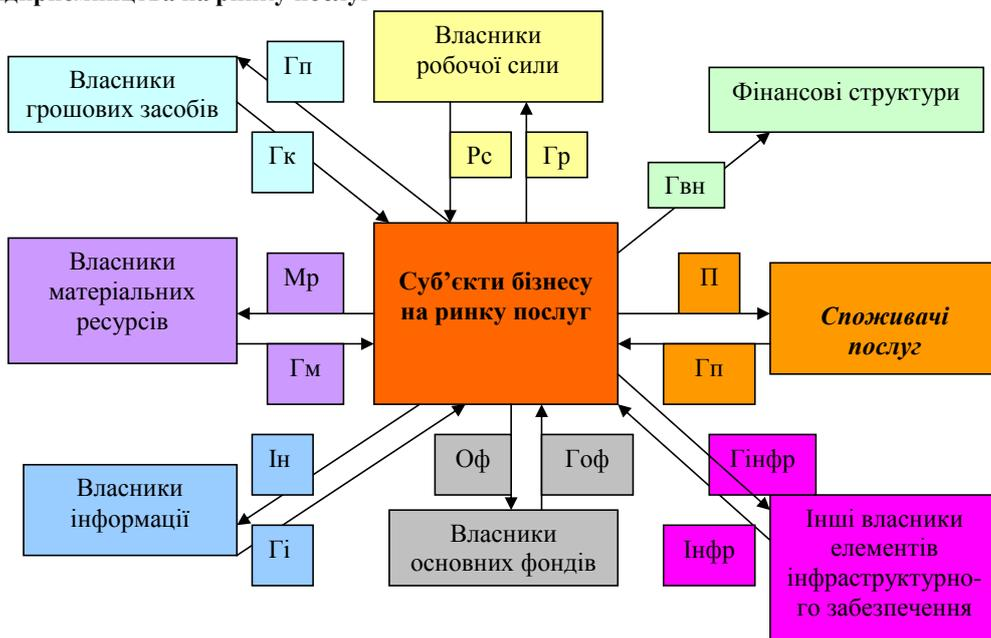 на ринку послуг
Власники
робочої сили
Гп
Власники
грошових засобів
Фінансові структури
Гк
Рс
Гр
Гвн
Власники
матеріальних
ресурсів
Мр
Суб’єкти бізнесу
на ринку послуг
П
Споживачі
послуг
Гм
Гп
Ін
Оф
Гоф
Гінфр
Власники
інформації
Гі
Власники
основних фондів
Інфр
Інші власники
елементів
інфраструктурно-
го забезпечення